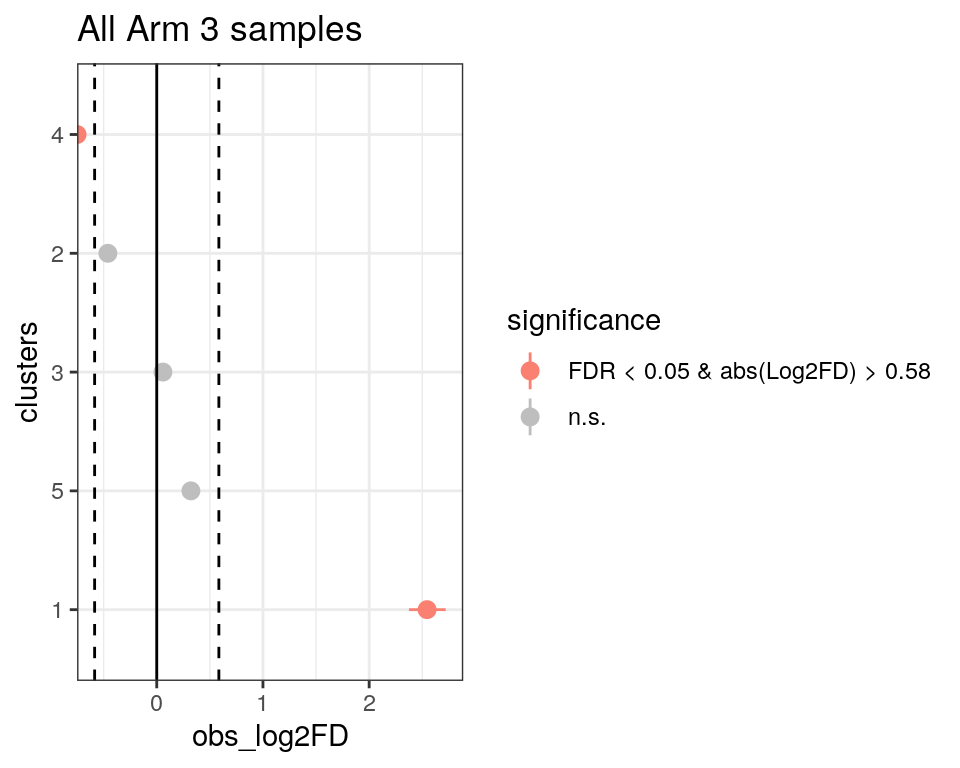 All Arm 3 samples
clusters
4
2
3
5
1
0 1 2
obs_log2FD
significance
FDR < 0.05 & abs(Log2FD) > 0.58
n.s.